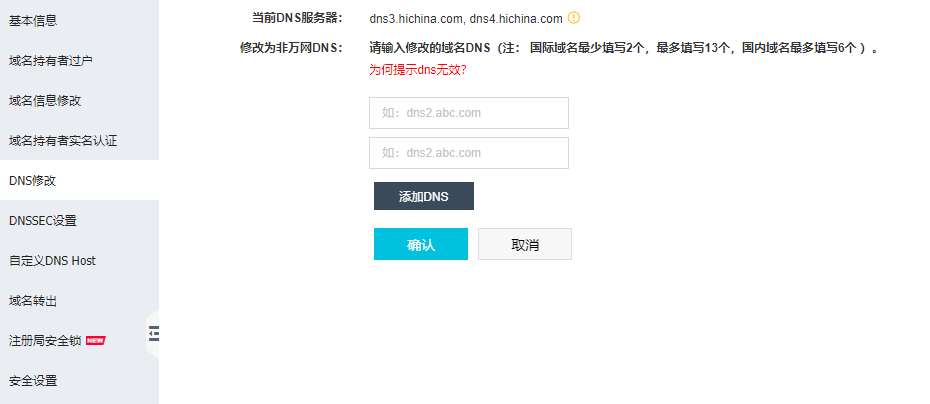 基本信息
域名持有者过户
域名信息修改
域名持有者实名认证
DNS修改
DNSSEC设置
自定义DNS Host
域名转出
注册局安全锁 NEW
安全设置
当前DNS服务器： dns3.hichina.com, dns4.hichina.com
修改为非万网DNS： 请输入修改的域名DNS（注： 国际域名最少填写2个，最多填写13个，国内域名最多填写6个 ）。
为何提示dns无效？
如：dns2.abc.com
如：dns2.abc.com
添加DNS
确认 取消